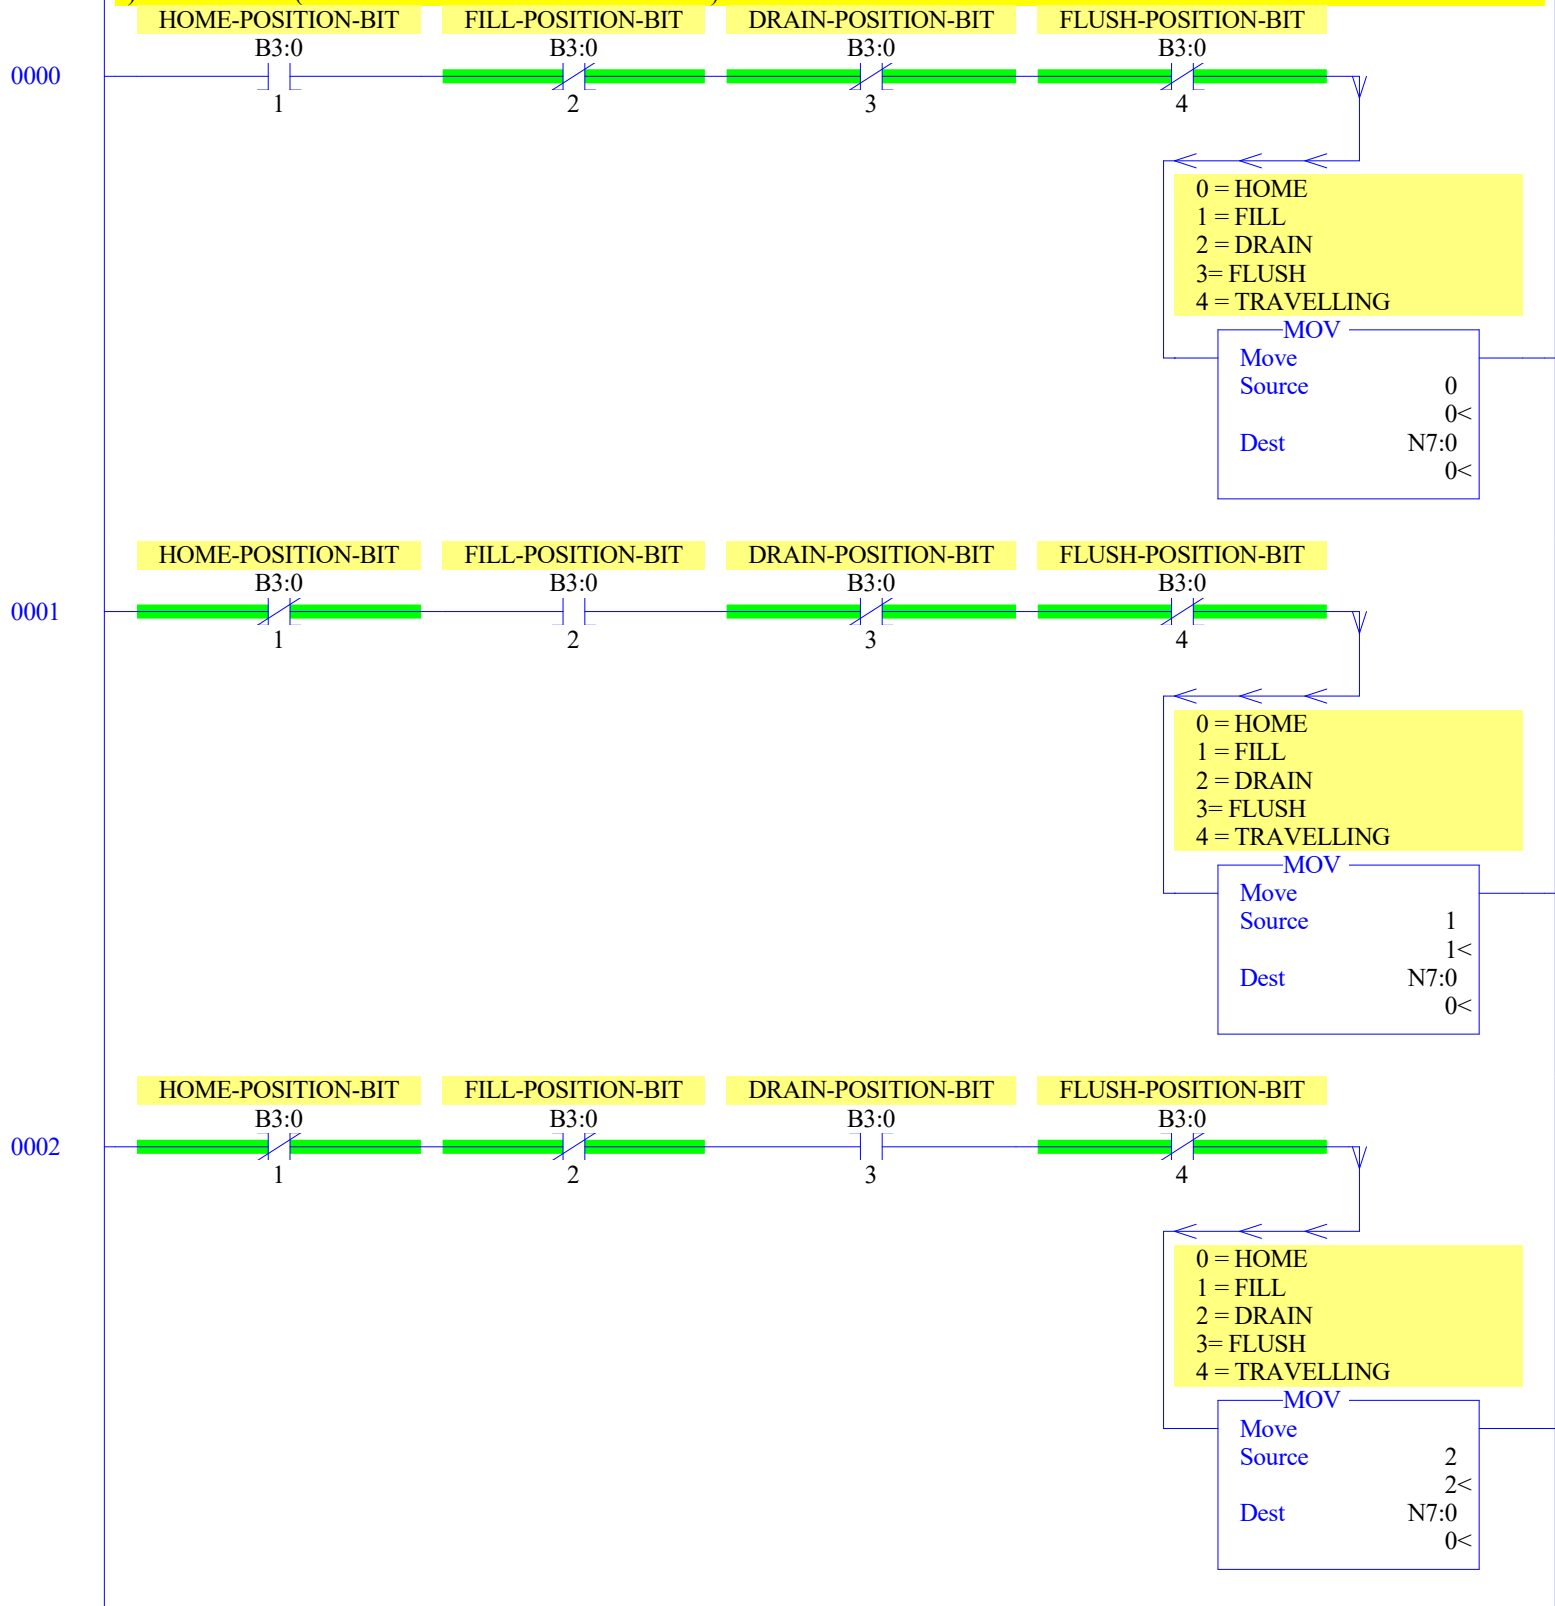 HOME-POSITION-BIT FILL-POSITION-BIT DRAIN-POSITION-BIT FLUSH-POSITION-BIT
B3:0 B3:0 B3:0 B3:0
0000
1 2 3 4
0 = HOME
1 = FILL
2 = DRAIN
3= FLUSH
4 = TRAVELLING
MOV
Move
Source 0
0<
Dest N7:0
0<
HOME-POSITION-BIT FILL-POSITION-BIT DRAIN-POSITION-BIT FLUSH-POSITION-BIT
B3:0 B3:0 B3:0 B3:0
0001
1 2 3 4
0 = HOME
1 = FILL
2 = DRAIN
3= FLUSH
4 = TRAVELLING
MOV
Move
Source 1
1<
Dest N7:0
0<
HOME-POSITION-BIT FILL-POSITION-BIT DRAIN-POSITION-BIT FLUSH-POSITION-BIT
B3:0 B3:0 B3:0 B3:0
0002
1 2 3 4
0 = HOME
1 = FILL
2 = DRAIN
3= FLUSH
4 = TRAVELLING
MOV
Move
Source 2
2<
Dest N7:0
0<